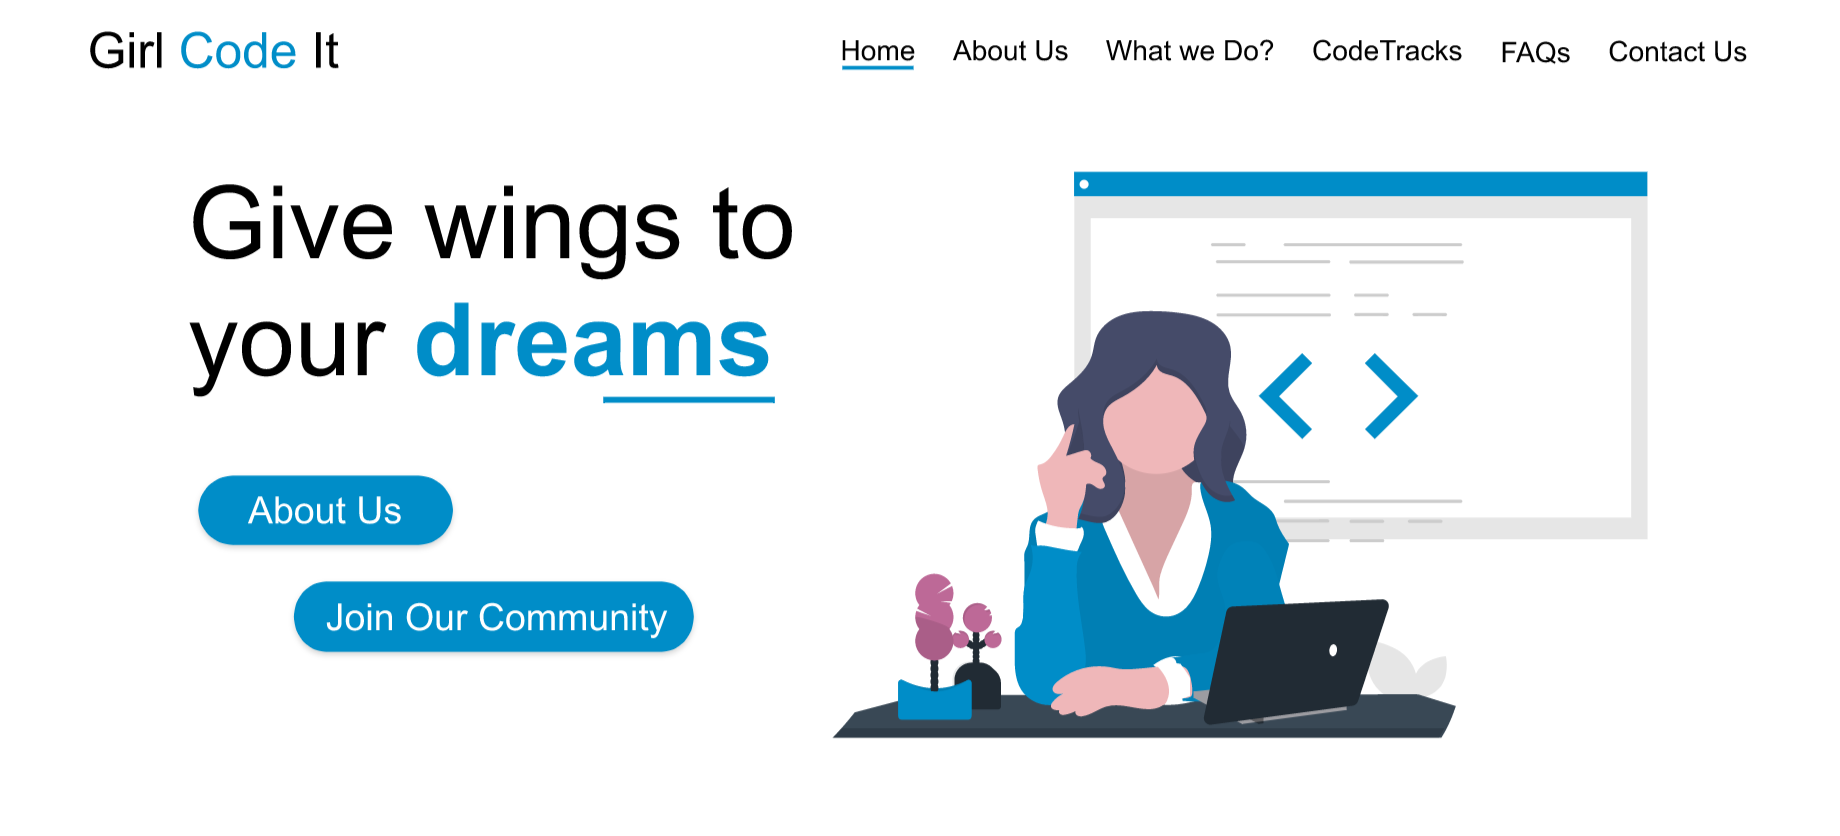 Girl Code It
Home About Us What we Do? CodeTracks FAQs Contact Us
Give wings to
your dreams
About Us
Join Our Community